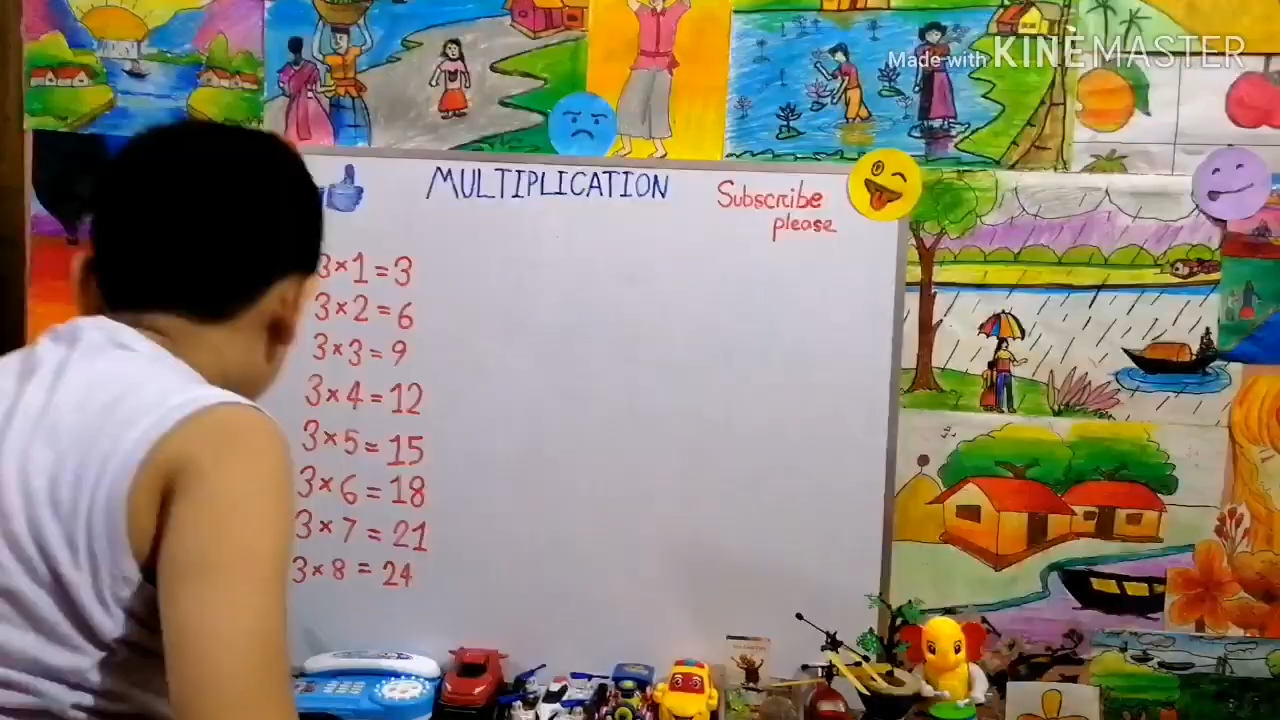 Made with KINEMASTER
MULTIPLICATION
Subscribe
please
3×1=3
3×2=6
3×3=9
3×4=12
3×5=15
3×6=18
3×7=21
3×8=24